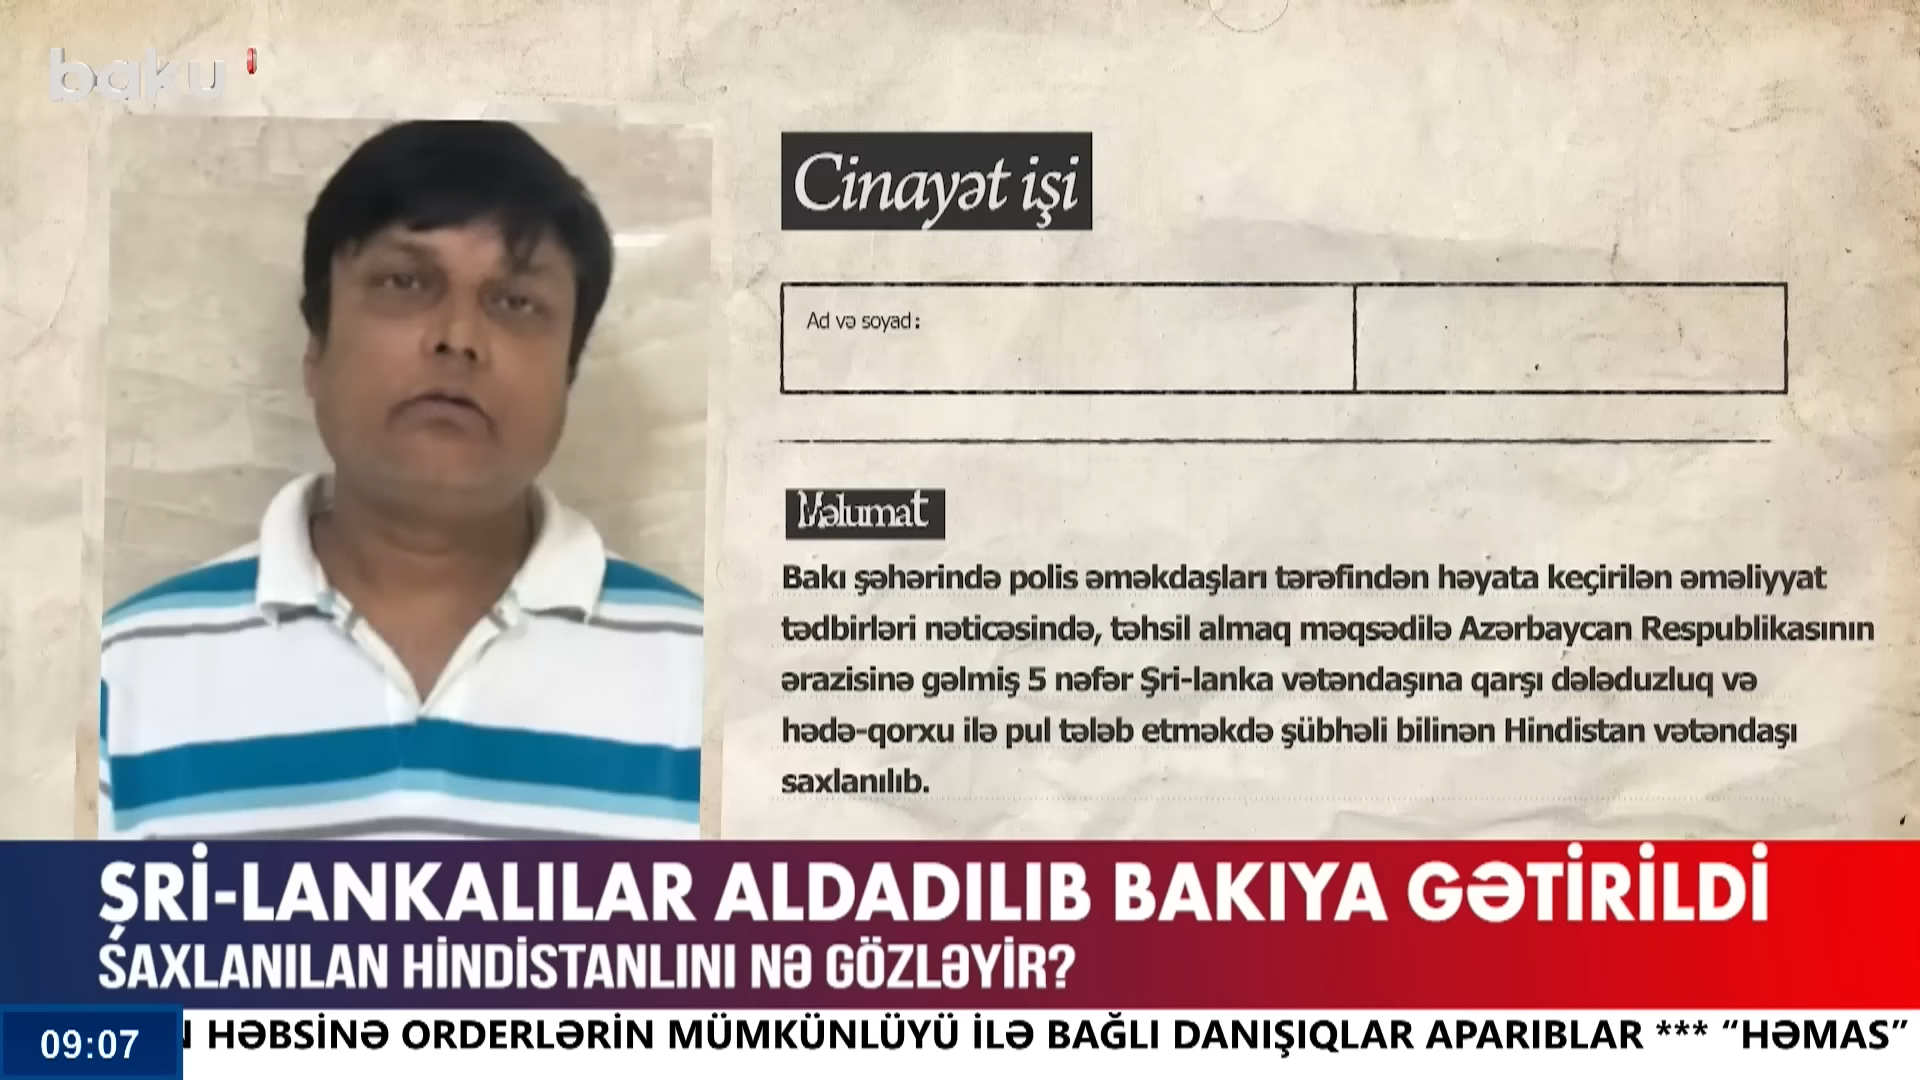 baku
Cinayət işi
Ad və soyad:
Məlumat
Bakı şəhərində polis əməkdaşları tərəfindən həyata keçirilən əməliyyat
tədbirləri nəticəsində, təhsil almaq məqsədilə Azərbaycan Respublikasının
ərazisinə gəlmiş 5 nəfər Şri-lanka vətəndaşına qarşı dələduzluq və
hədə-qorxu ilə pul tələb etməkdə şübhəli bilinən Hindistan vətəndaşı
saxlanılıb.
ŞRİ-LANKALILAR ALDADILIB BAKIYA GƏTİRİLDİ
SAXLANILAN HİNDİSTANLINI NƏ GÖZLƏYİR?
09:07
HƏBSİNƏ ORDERLƏRİN MÜMKÜNLÜYÜ İLƏ BAĞLI DANIŞIQLAR APARIBLAR *** “HƏMAS”